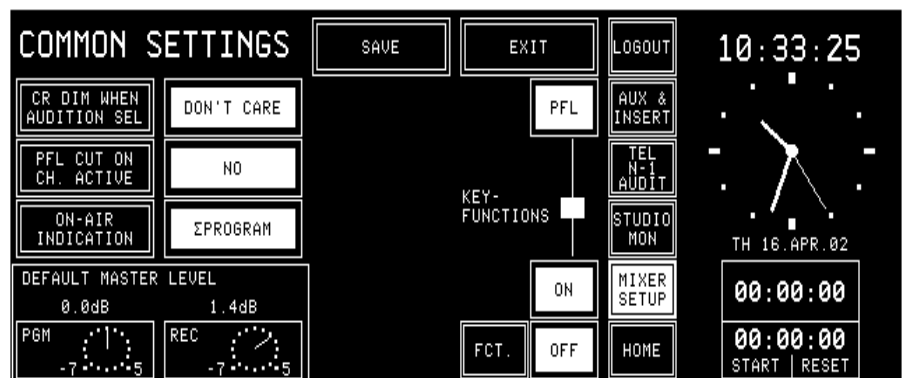 COMMON SETTINGS
SAVE
EXIT
LOGOUT
10:33:25
CR DIM WHEN
AUDITION SEL
DON'T CARE
PFL
AUX &
INSERT
PFL CUT ON
CH. ACTIVE
NO
TEL
N-1
AUDIT
KEY-
FUNCTIONS
ON-AIR
INDICATION
ΣPROGRAM
STUDIO
MON
TH 16.APR.02
DEFAULT MASTER LEVEL
0.0dB
1.4dB
ON
MIXER
SETUP
00:00:00
PGM
-7
5
REC
-7
5
FCT.
OFF
HOME
00:00:00
START
RESET